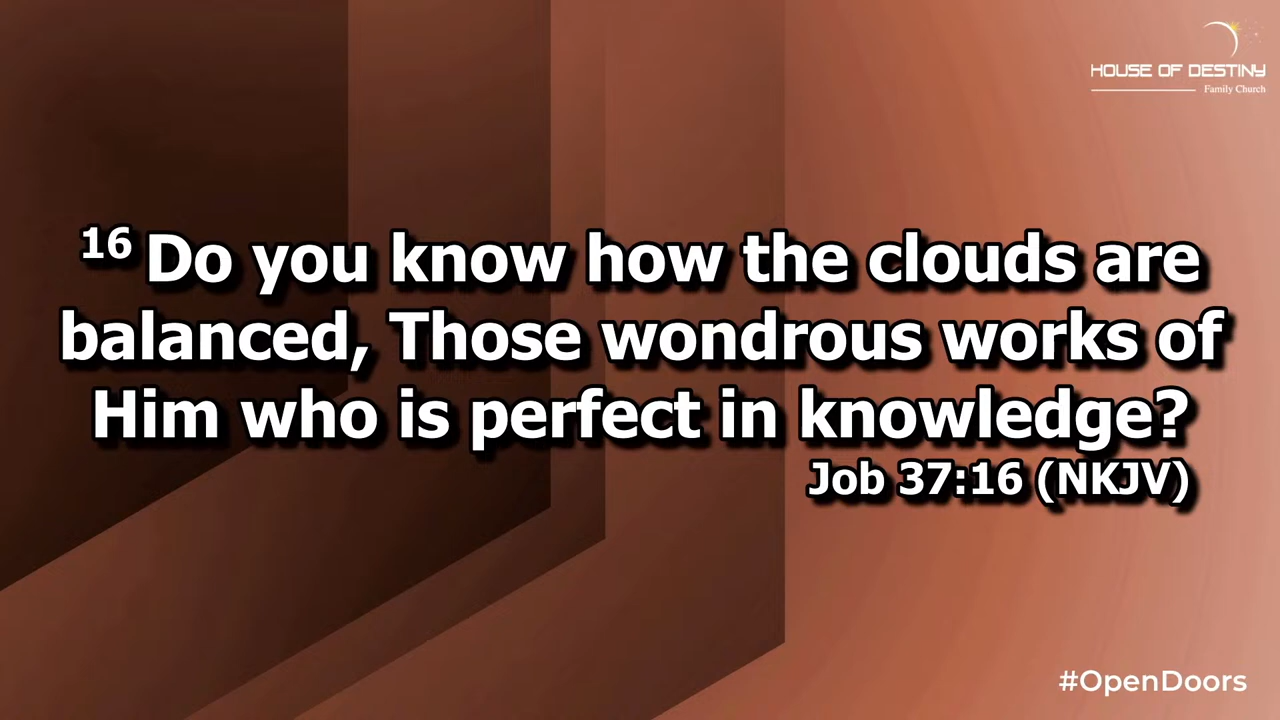 HOUSE OF DESTINY
Family Church
16 Do you know how the clouds are
balanced, Those wondrous works of
Him who is perfect in knowledge?
Job 37:16 (NKJV)
#OpenDoors